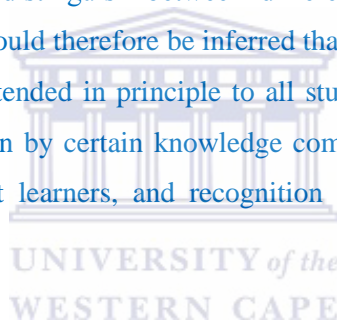 ould therefore be inferred tha
tended in principle to all stu
n by certain knowledge com
t learners, and recognition
UNIVERSITY of the
WESTERN CAPE